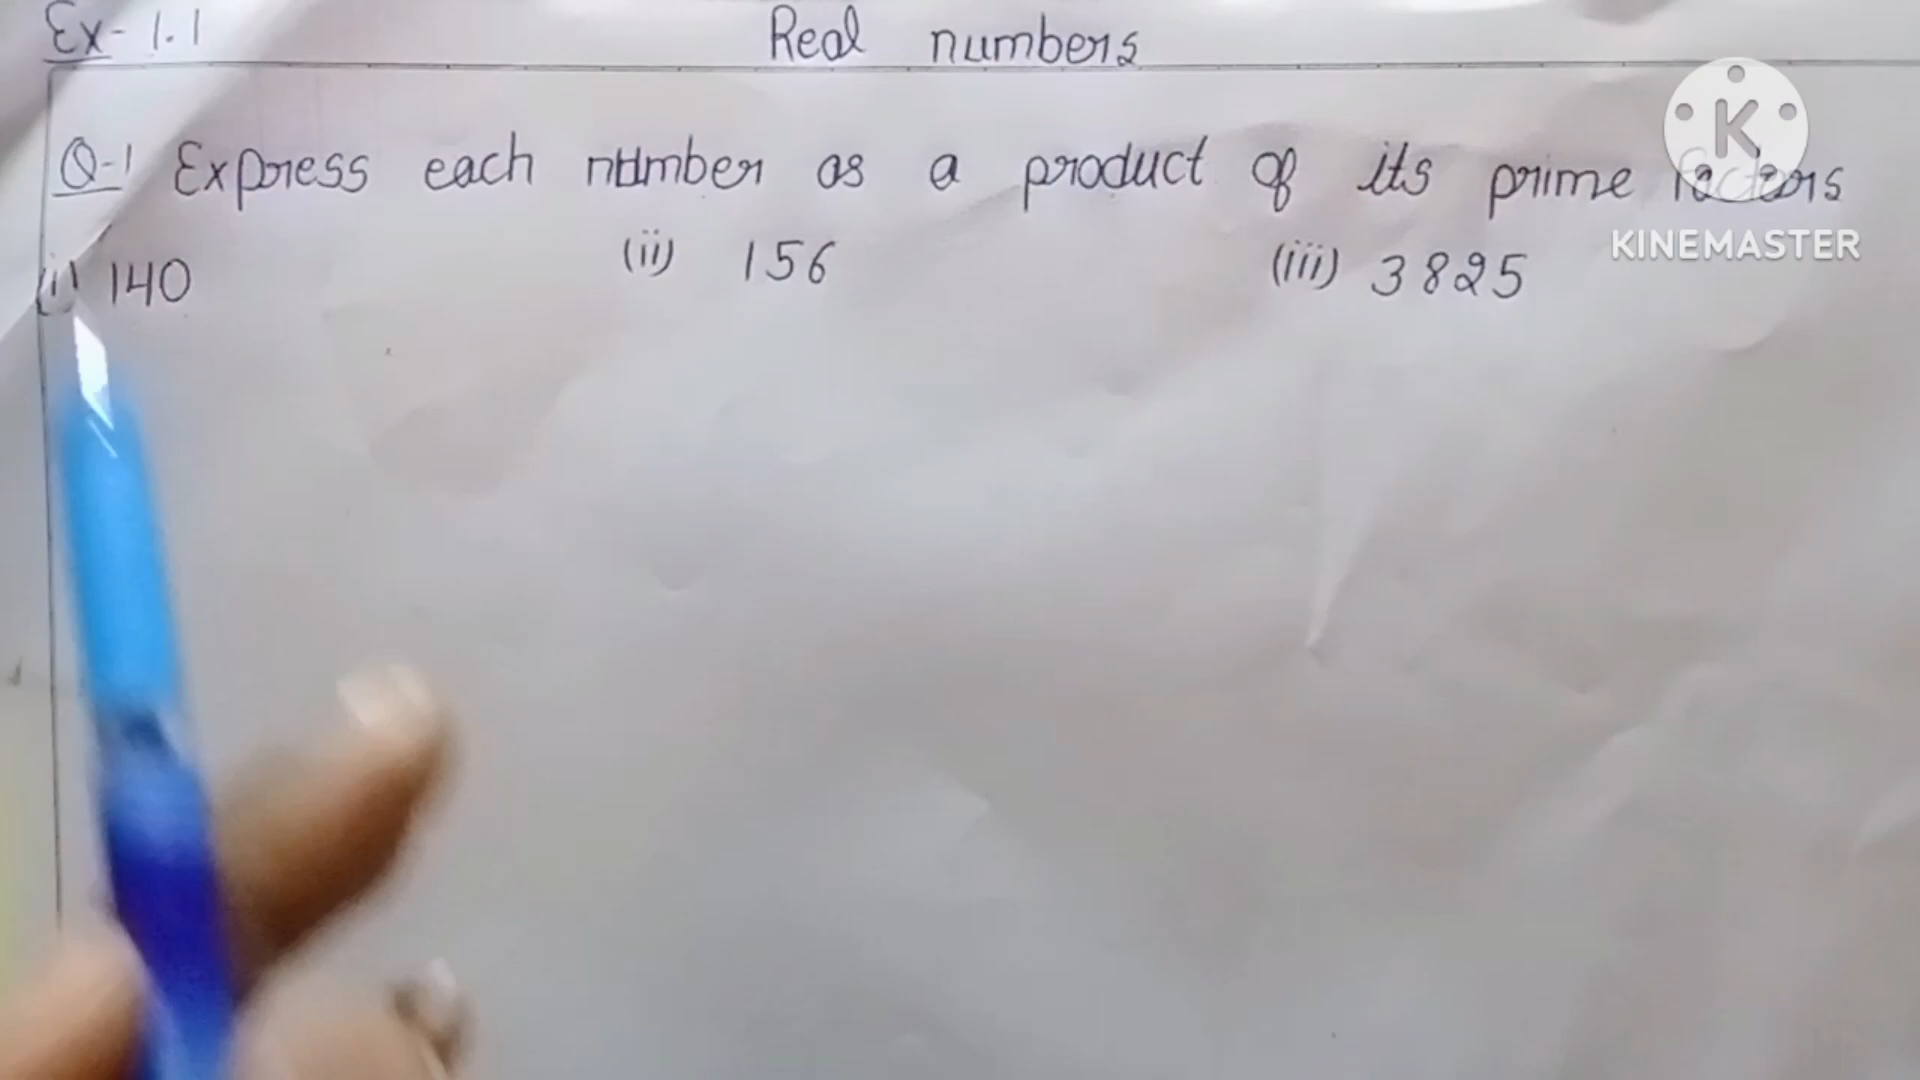 Ex-1.1 Real numbers
Q-1 Express each number as a product of its prime factors
(i) 140 (ii) 156 (iii) 3825
K
KINEMASTER